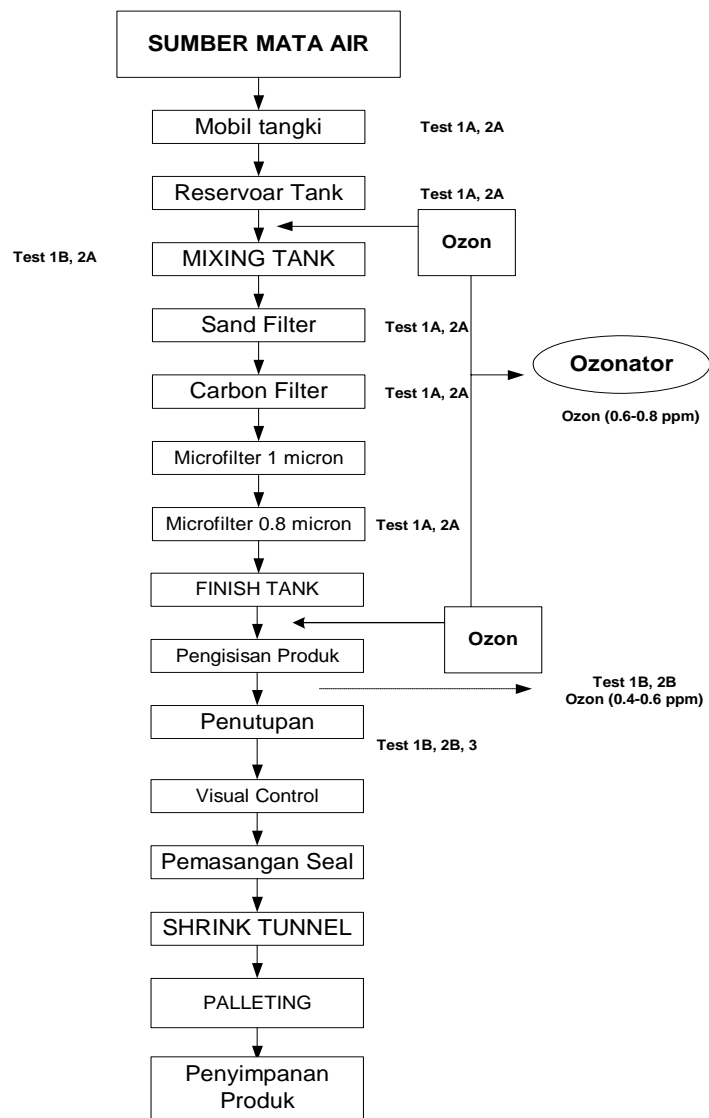 SUMBER MATA AIR
Mobil tangki
Test 1A, 2A
Reservoar Tank
Test 1A, 2A
Ozon
Test 1B, 2A
MIXING TANK
Sand Filter
Test 1A, 2A
Ozonator
Carbon Filter
Test 1A, 2A
Ozon (0.6-0.8 ppm)
Microfilter 1 micron
Microfilter 0.8 micron
Test 1A, 2A
FINISH TANK
Ozon
Pengisisan Produk
Test 1B, 2B
Ozon (0.4-0.6 ppm)
Penutupan
Test 1B, 2B, 3
Visual Control
Pemasangan Seal
SHRINK TUNNEL
PALLETING
Penyimpanan
Produk